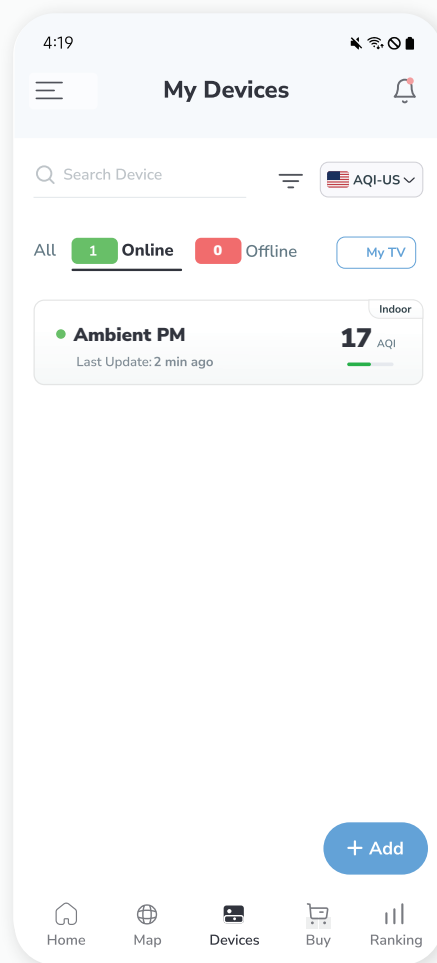 4:19
My Devices
Search Device
AQI-US
All 1 Online 0 Offline My TV
Indoor
Ambient PM 17 AQI
Last Update: 2 min ago
+ Add
Home Map Devices Buy Ranking